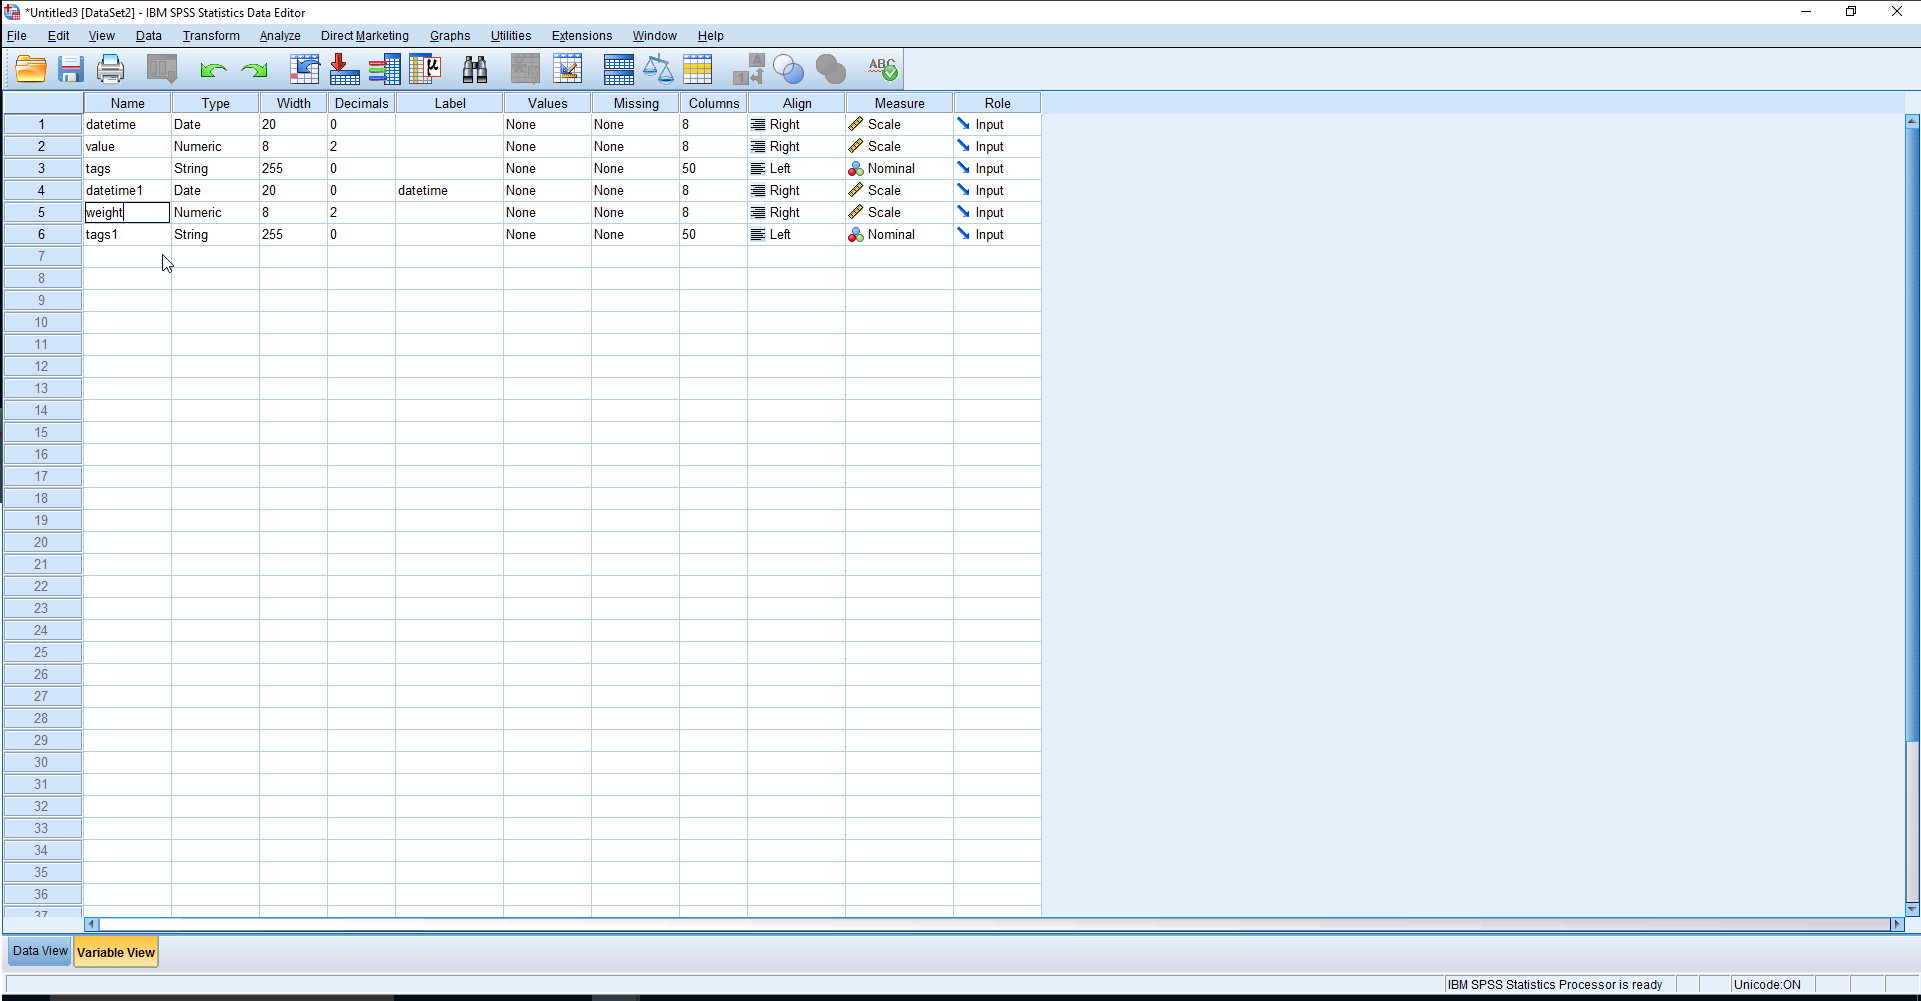 *Untitled3 [DataSet2] - IBM SPSS Statistics Data Editor
File Edit View Data Transform Analyze Direct Marketing Graphs Utilities Extensions Window Help
A
1
μ
ABC
Name Type Width Decimals Label Values Missing Columns Align Measure Role
1 datetime Date 20 0 None None 8 Right Scale Input
2 value Numeric 8 2 None None 8 Right Scale Input
3 tags String 255 0 None None 50 Left Nominal Input
4 datetime1 Date 20 0 datetime None None 8 Right Scale Input
5 weight Numeric 8 2 None None 8 Right Scale Input
6 tags1 String 255 0 None None 50 Left Nominal Input
7
8
9
10
11
12
13
14
15
16
17
18
19
20
21
22
23
24
25
26
27
28
29
30
31
32
33
34
35
36
37
Data View Variable View
IBM SPSS Statistics Processor is ready Unicode:ON